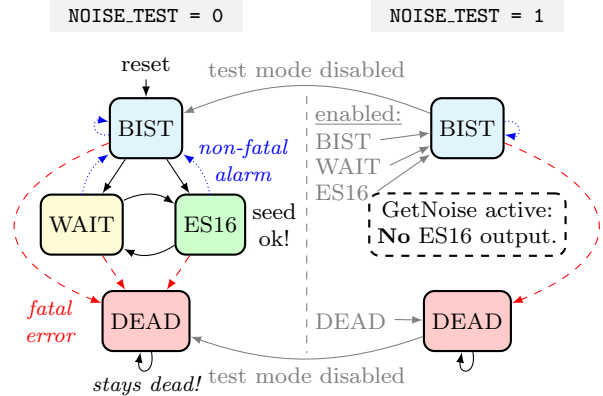 NOISE_TEST = 0
NOISE_TEST = 1
reset
test mode disabled
enabled:
BIST
WAIT
ES16
BIST
BIST
non-fatal
alarm
WAIT
ES16
seed
ok!
GetNoise active:
No ES16 output.
fatal
error
DEAD
DEAD
DEAD
stays dead!
test mode disabled